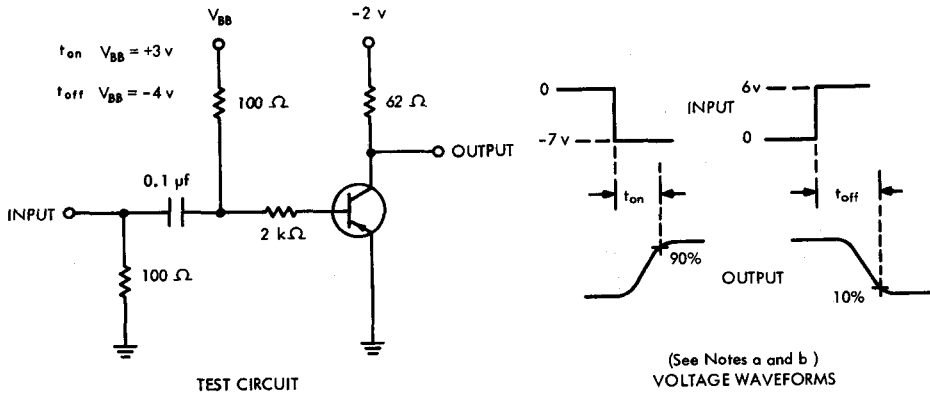 t_on V_BB = +3 v
t_off V_BB = −4 v
V_BB
−2 v
100 Ω
62 Ω
OUTPUT
0.1 μf
INPUT
2 kΩ
100 Ω
TEST CIRCUIT
0
−7 v
INPUT
6v
0
t_on
t_off
90%
OUTPUT
10%
(See Notes a and b )
VOLTAGE WAVEFORMS